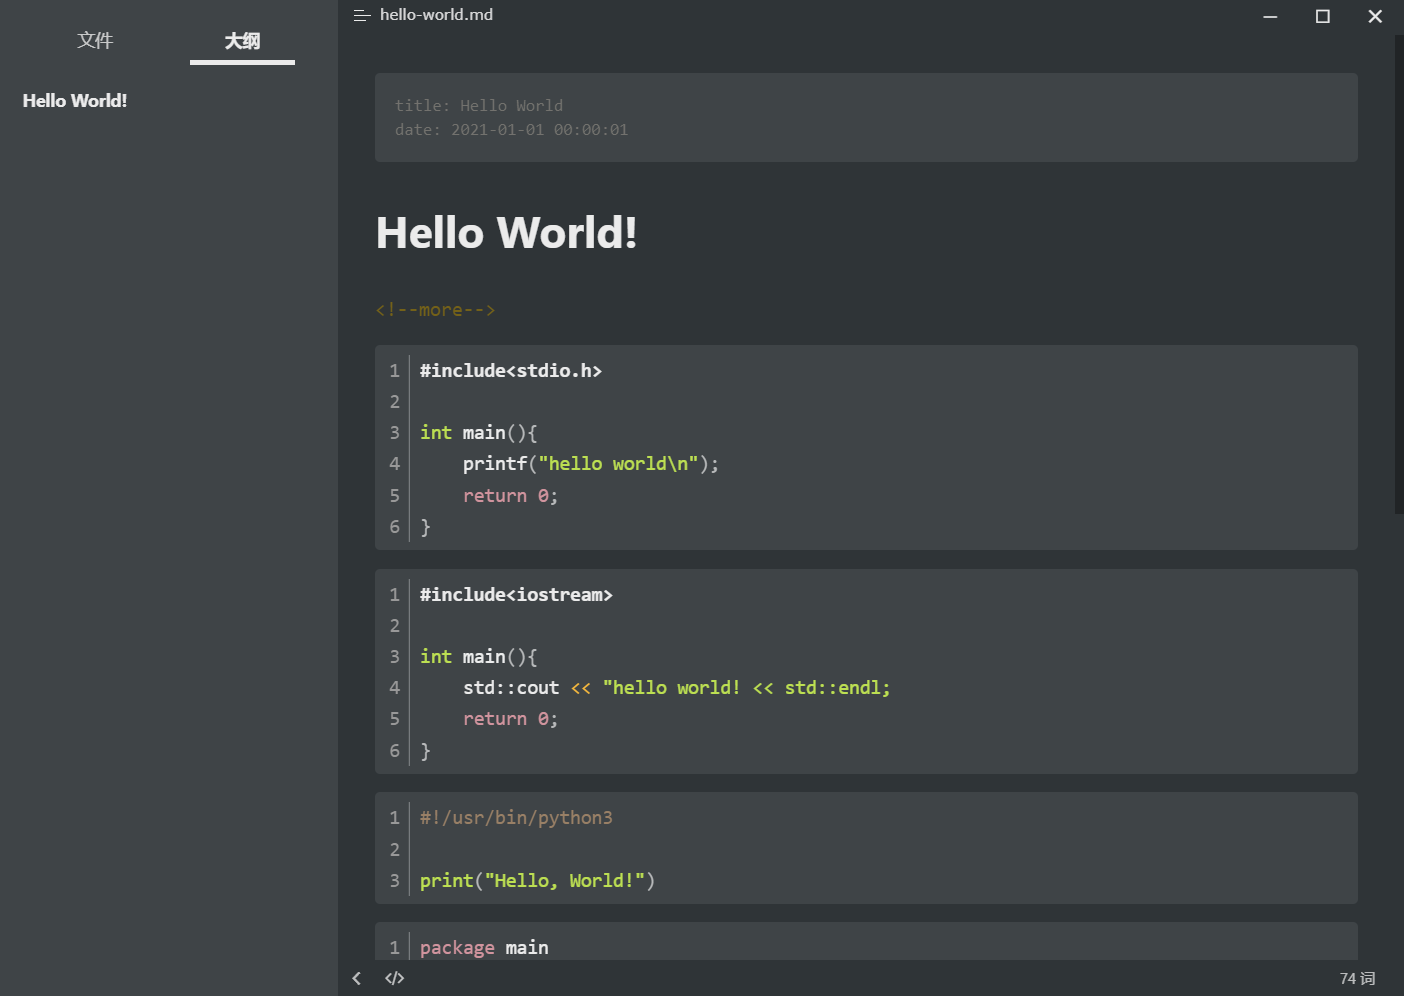 文件 大纲
Hello World!
hello-world.md
title: Hello World
date: 2021-01-01 00:00:01
Hello World!
<!--more-->
1 #include<stdio.h>
2
3 int main(){
4     printf("hello world\n");
5     return 0;
6 }
1 #include<iostream>
2
3 int main(){
4     std::cout << "hello world! << std::endl;
5     return 0;
6 }
1 #!/usr/bin/python3
2
3 print("Hello, World!")
1 package main
74 词